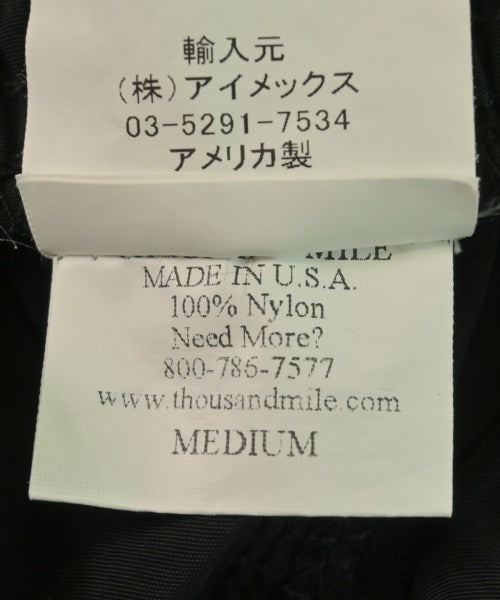 輸入元
(株)アイメックス
03-5291-7534
アメリカ製
MILE
MADE IN U.S.A.
100% Nylon
Need More?
800-786-7577
www.thousandmile.com
MEDIUM